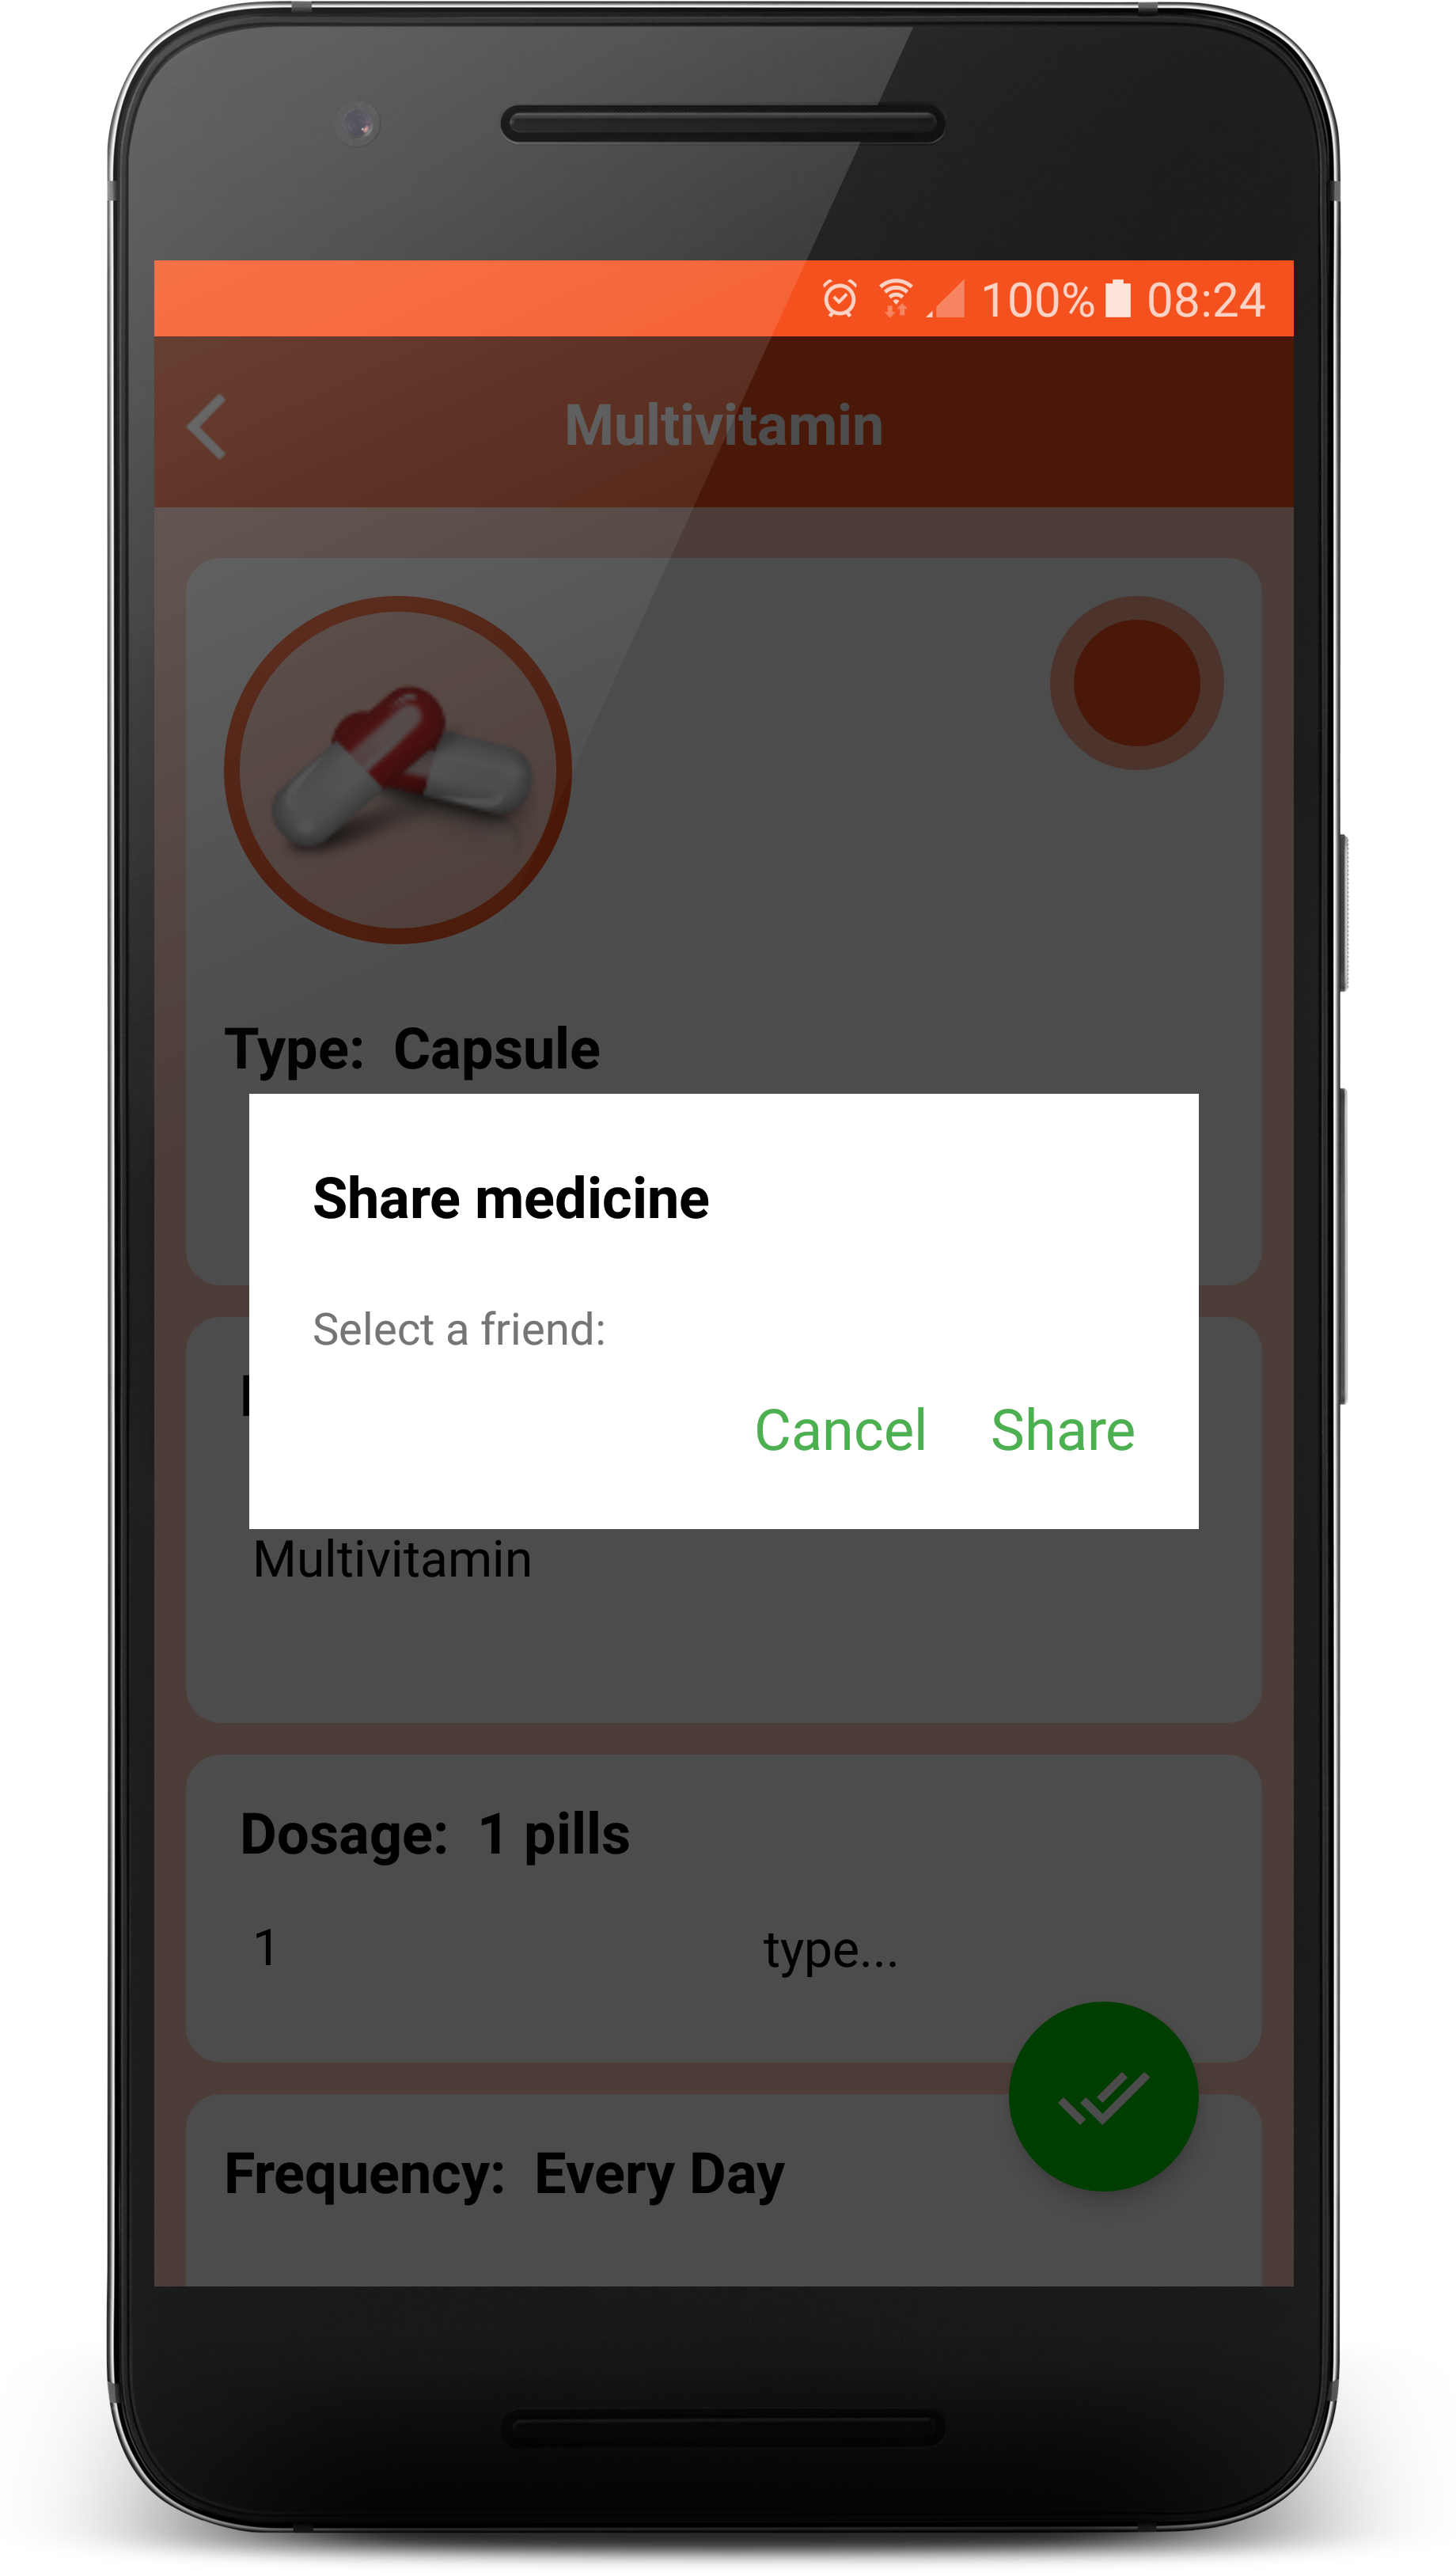 100% 08:24
Multivitamin
Type: Capsule
Share medicine
Select a friend:
Cancel Share
Multivitamin
Dosage: 1 pills
1 type...
Frequency: Every Day